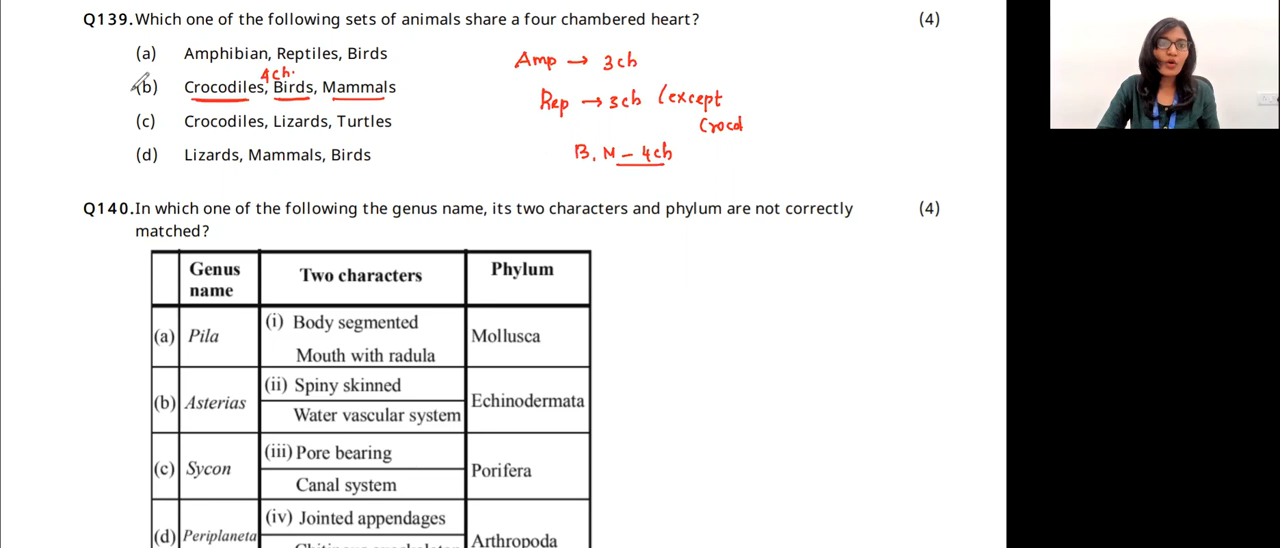 Q139. Which one of the following sets of animals share a four chambered heart? (4)
(a) Amphibian, Reptiles, Birds
4ch.
(b) Crocodiles, Birds, Mammals
(c) Crocodiles, Lizards, Turtles
(d) Lizards, Mammals, Birds
Amp → 3ch
Rep → 3ch (except
Crocd
B, M - 4ch
Q140. In which one of the following the genus name, its two characters and phylum are not correctly (4)
matched?
Genus name Two characters Phylum
(a) Pila (i) Body segmented Mollusca
Mouth with radula
(b) Asterias (ii) Spiny skinned Echinodermata
Water vascular system
(c) Sycon (iii) Pore bearing Porifera
Canal system
(d) Periplaneta (iv) Jointed appendages Arthropoda